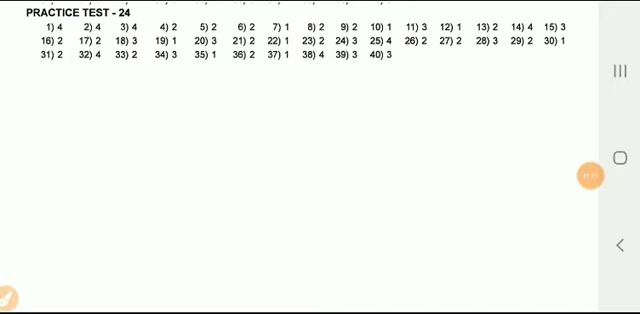 PRACTICE TEST - 24
1) 4 2) 4 3) 4 4) 2 5) 2 6) 2 7) 1 8) 2 9) 2 10) 1 11) 3 12) 1 13) 2 14) 4 15) 3
16) 2 17) 2 18) 3 19) 1 20) 3 21) 2 22) 1 23) 2 24) 3 25) 4 26) 2 27) 2 28) 3 29) 2 30) 1
31) 2 32) 4 33) 2 34) 3 35) 1 36) 2 37) 1 38) 4 39) 3 40) 3